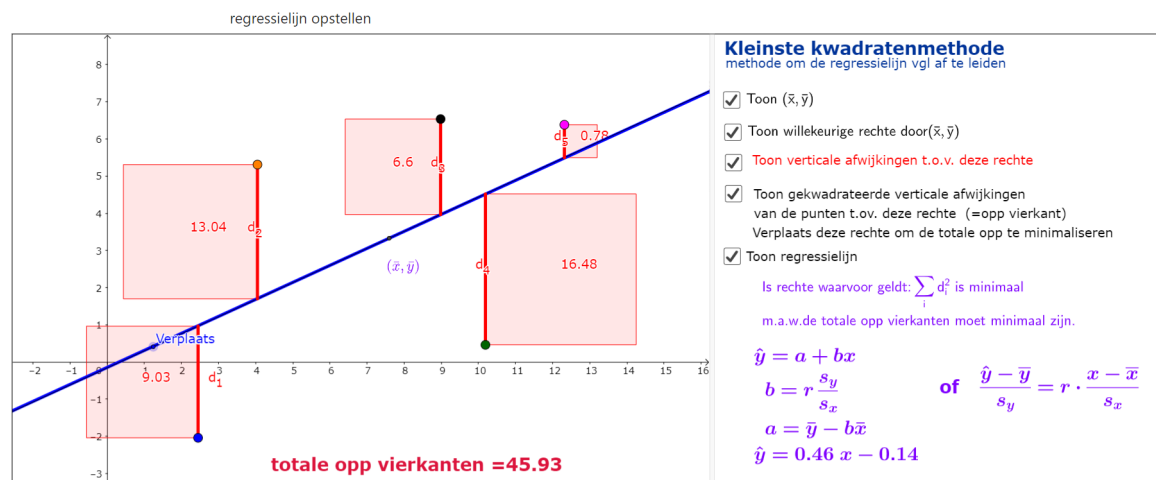 regressielijn opstellen
8
7
6
5
4
3
2
1
0
-1
-2
-3
-2 -1 0 1 2 3 4 5 6 7 8 9 10 11 12 13 14 15 16
13.04
d2
6.6
d3
d5 0.78
d4
16.48
(x̄, ȳ)
Verplaats
9.03
d1
totale opp vierkanten =45.93
Kleinste kwadratenmethode
methode om de regressielijn vgl af te leiden
Toon (x̄, ȳ)
Toon willekeurige rechte door(x̄, ȳ)
Toon verticale afwijkingen t.o.v. deze rechte
Toon gekwadrateerde verticale afwijkingen
van de punten t.ov. deze rechte (=opp vierkant)
Verplaats deze rechte om de totale opp te minimaliseren
Toon regressielijn
Is rechte waarvoor geldt: ∑ᵢ dᵢ² is minimaal
m.a.w.de totale opp vierkanten moet minimaal zijn.
ŷ = a + bx
b = r sy/sx
of (ŷ − ȳ)/sy = r · (x − x̄)/sx
a = ȳ − bx̄
ŷ = 0.46 x − 0.14